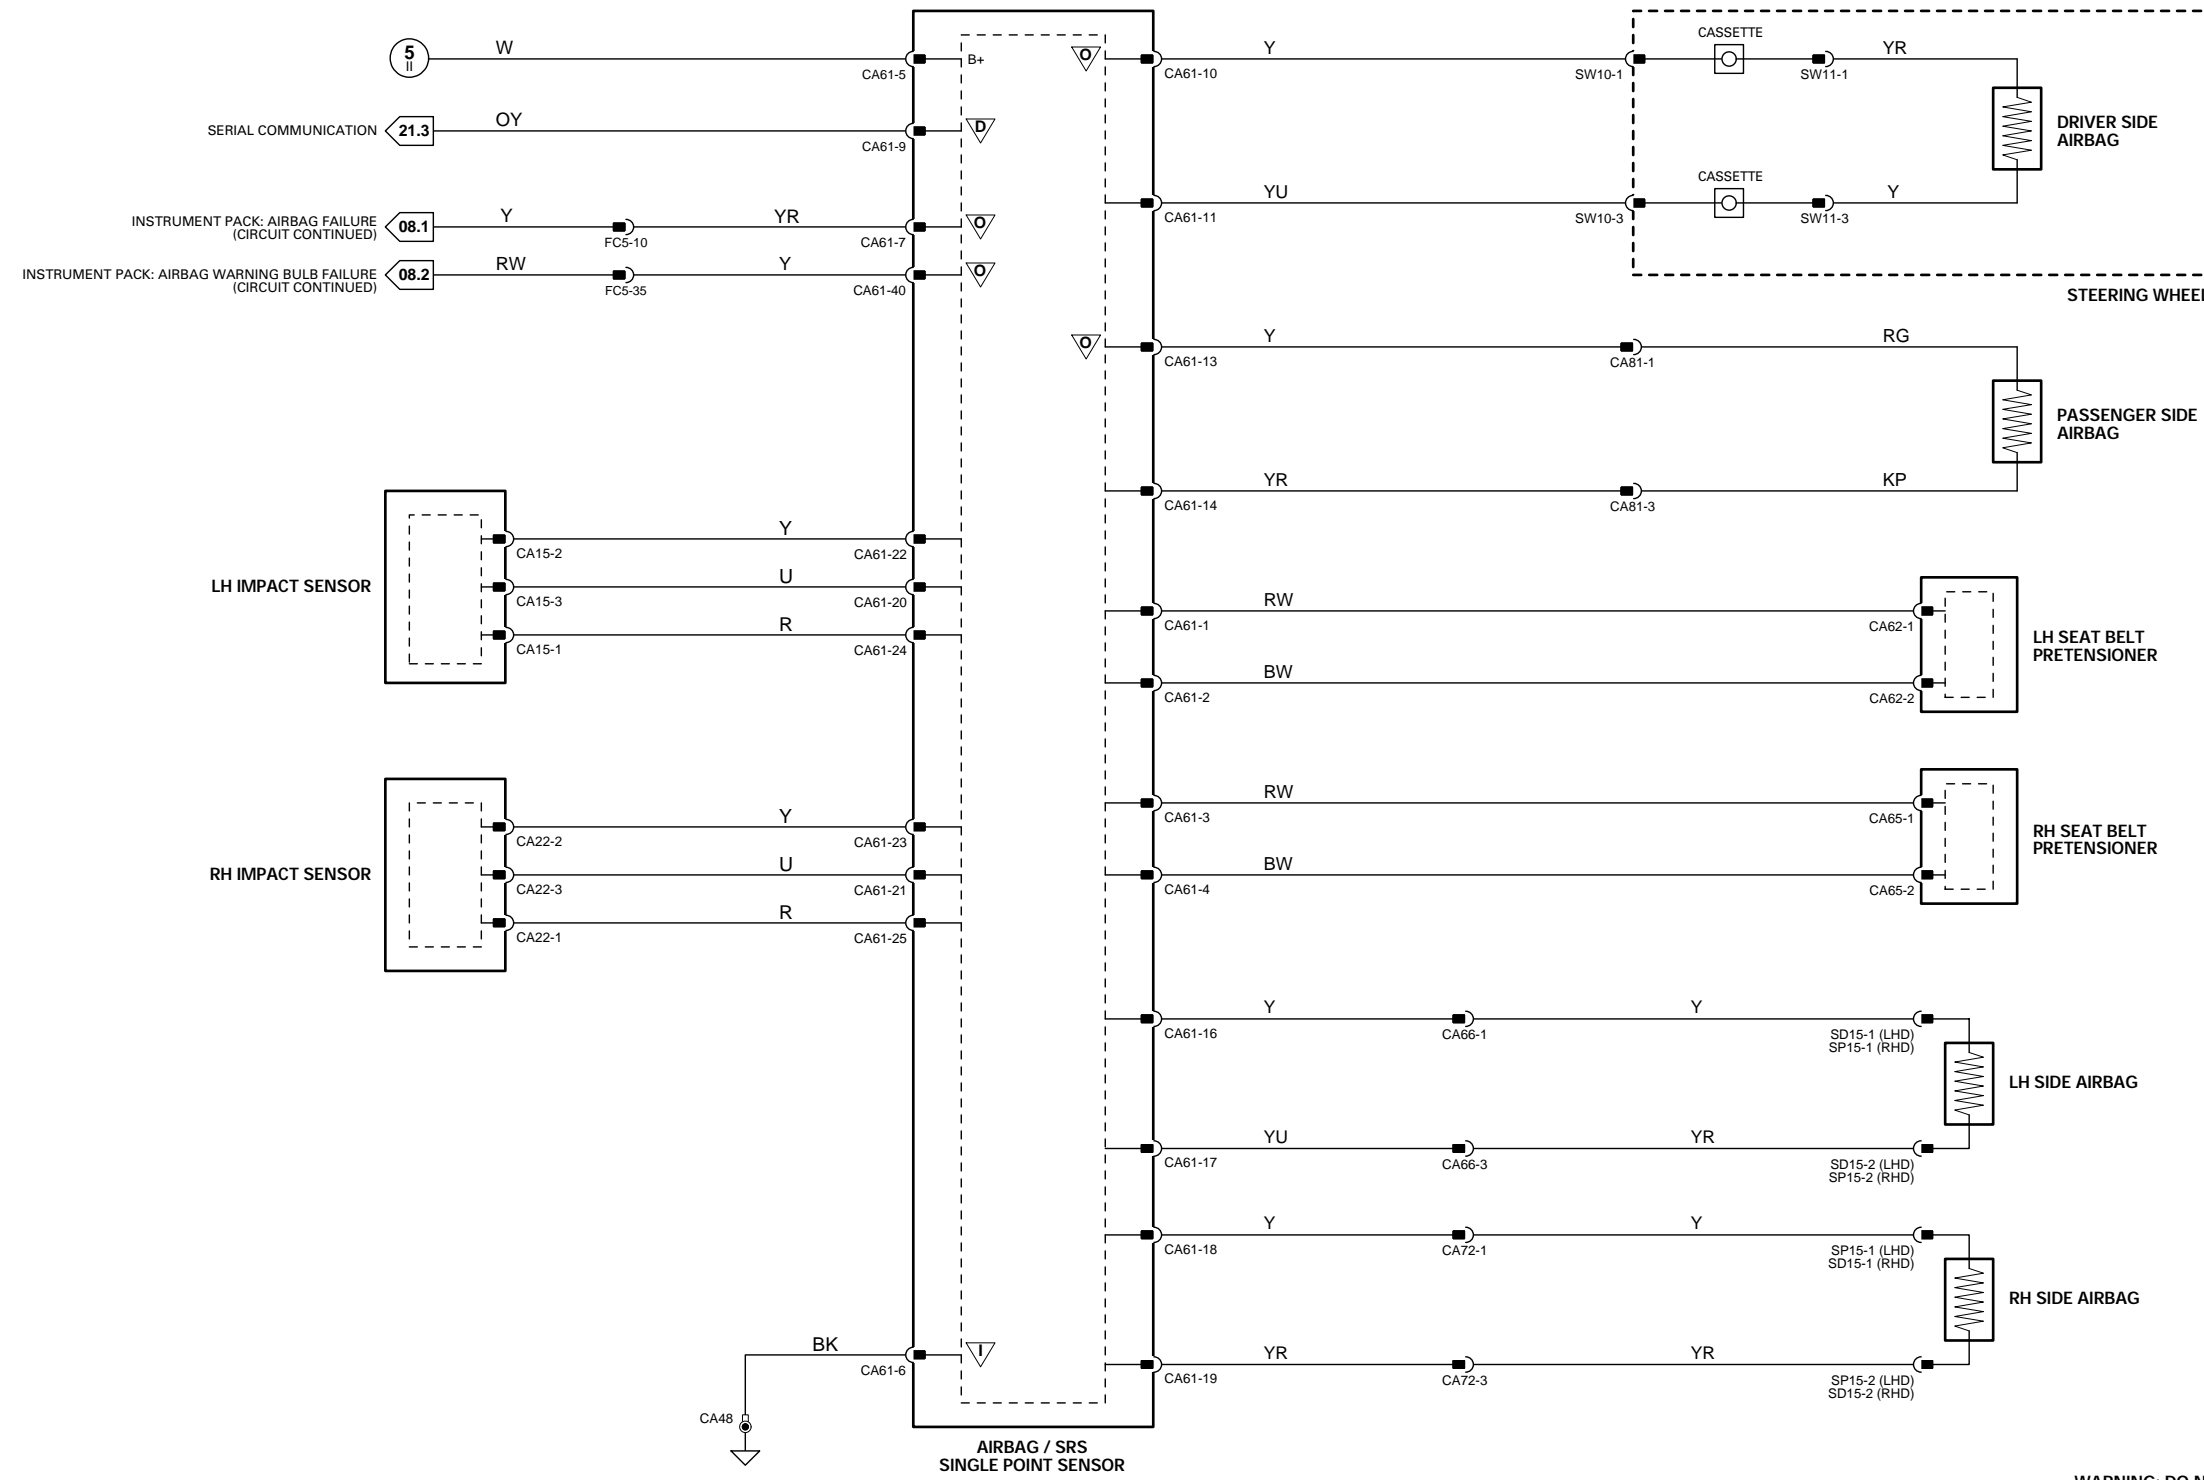 5
II
W
CA61-5
B+
O
CA61-10
Y
SW10-1
CASSETTE
SW11-1
YR
DRIVER SIDE
AIRBAG
SERIAL COMMUNICATION
21.3
OY
CA61-9
D
INSTRUMENT PACK: AIRBAG FAILURE
(CIRCUIT CONTINUED)
08.1
Y
FC5-10
YR
CA61-7
O
CA61-11
YU
SW10-3
CASSETTE
SW11-3
Y
INSTRUMENT PACK: AIRBAG WARNING BULB FAILURE
(CIRCUIT CONTINUED)
08.2
RW
FC5-35
Y
CA61-40
O
STEERING WHEEL
O
CA61-13
Y
CA81-1
RG
PASSENGER SIDE
AIRBAG
CA61-14
YR
CA81-3
KP
LH IMPACT SENSOR
CA15-2
Y
CA61-22
CA15-3
U
CA61-20
CA15-1
R
CA61-24
CA61-1
RW
CA62-1
LH SEAT BELT
PRETENSIONER
CA61-2
BW
CA62-2
RH IMPACT SENSOR
CA22-2
Y
CA61-23
CA22-3
U
CA61-21
CA22-1
R
CA61-25
CA61-3
RW
CA65-1
RH SEAT BELT
PRETENSIONER
CA61-4
BW
CA65-2
CA61-16
Y
CA66-1
Y
SD15-1 (LHD)
SP15-1 (RHD)
LH SIDE AIRBAG
CA61-17
YU
CA66-3
YR
SD15-2 (LHD)
SP15-2 (RHD)
CA61-18
Y
CA72-1
Y
SP15-1 (LHD)
SD15-1 (RHD)
RH SIDE AIRBAG
CA61-19
YR
CA72-3
YR
SP15-2 (LHD)
SD15-2 (RHD)
BK
CA61-6
I
CA48
AIRBAG / SRS
SINGLE POINT SENSOR